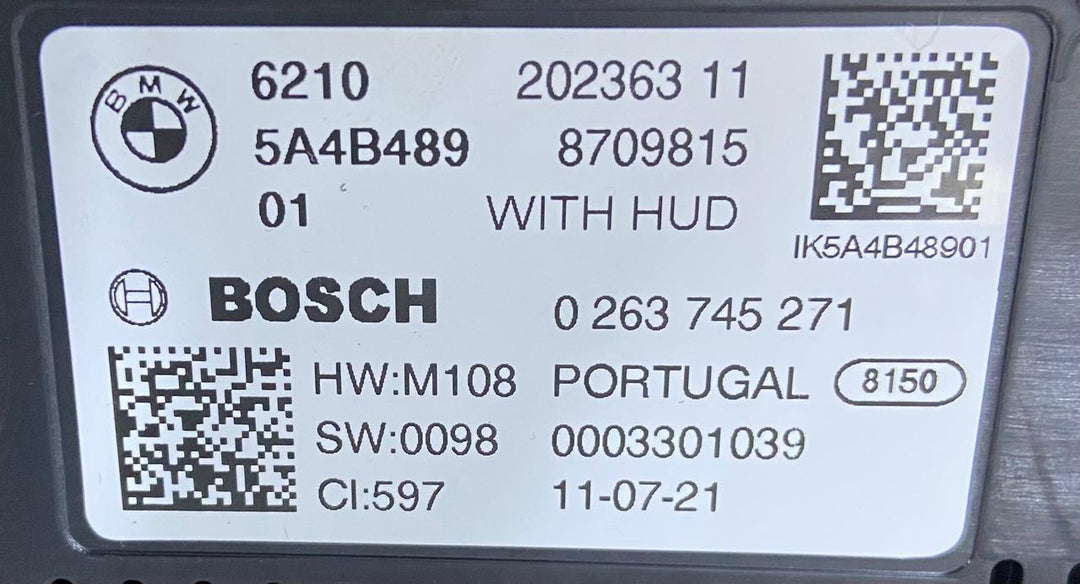 BMW 6210 202363 11
5A4B489 8709815
01 WITH HUD
IK5A4B48901
BOSCH 0 263 745 271
HW:M108 PORTUGAL 8150
SW:0098 0003301039
CI:597 11-07-21